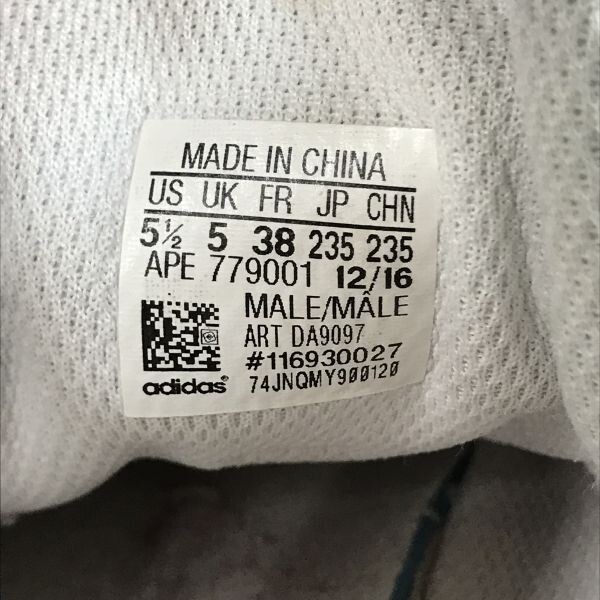 MADE IN CHINA
US UK FR JP CHN
5½ 5 38 235 235
APE 779001 12/16
MALE/MÂLE
ART DA9097
#116930027
74JNQMY900120
adidas®